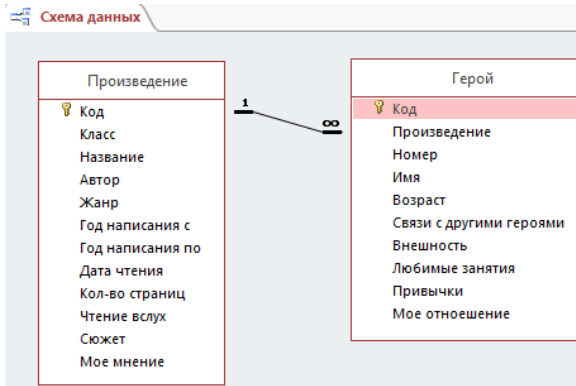 Схема данных
Произведение
Код
Класс
Название
Автор
Жанр
Год написания с
Год написания по
Дата чтения
Кол-во страниц
Чтение вслух
Сюжет
Мое мнение
1
∞
Герой
Код
Произведение
Номер
Имя
Возраст
Связи с другими героями
Внешность
Любимые занятия
Привычки
Мое отноешение